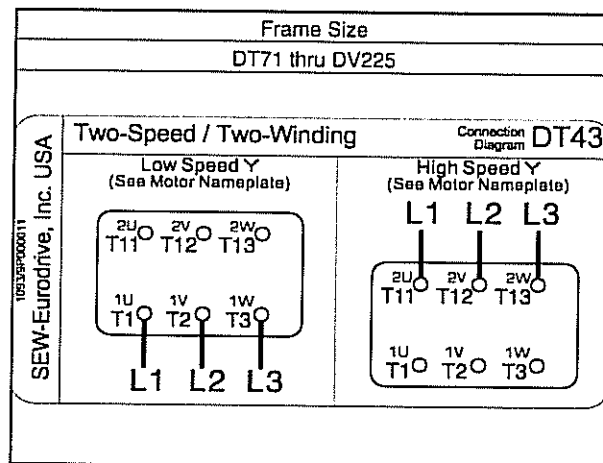 Frame Size
DT71 thru DV225
Two-Speed / Two-Winding
Connection Diagram DT43
SEW-Eurodrive, Inc. USA
1093/SP000011
Low Speed Y
(See Motor Nameplate)
2U 2V 2W
T11 T12 T13
1U 1V 1W
T1 T2 T3
L1 L2 L3
High Speed Y
(See Motor Nameplate)
L1 L2 L3
2U 2V 2W
T11 T12 T13
1U 1V 1W
T1 T2 T3